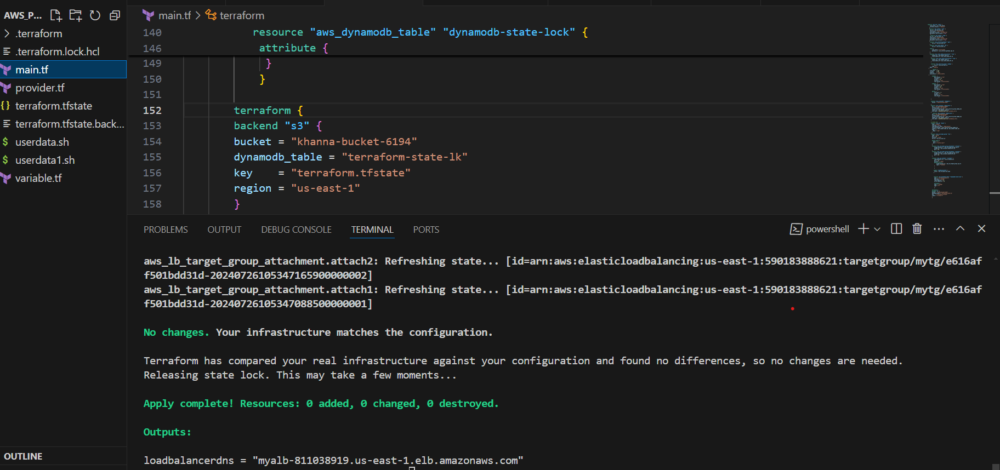 AWS_P...
.terraform
.terraform.lock.hcl
main.tf
provider.tf
terraform.tfstate
terraform.tfstate.back...
userdata.sh
userdata1.sh
variable.tf
OUTLINE
main.tf > terraform
140 resource "aws_dynamodb_table" "dynamodb-state-lock" {
146 attribute {
149 }
150 }
151
152 terraform {
153 backend "s3" {
154 bucket = "khanna-bucket-6194"
155 dynamodb_table = "terraform-state-lk"
156 key    = "terraform.tfstate"
157 region = "us-east-1"
158 }
PROBLEMS OUTPUT DEBUG CONSOLE TERMINAL PORTS powershell
aws_lb_target_group_attachment.attach2: Refreshing state... [id=arn:aws:elasticloadbalancing:us-east-1:590183888621:targetgroup/mytg/e616af
f501bdd31d-20240726105347165900000002]
aws_lb_target_group_attachment.attach1: Refreshing state... [id=arn:aws:elasticloadbalancing:us-east-1:590183888621:targetgroup/mytg/e616af
f501bdd31d-20240726105347088500000001]
No changes. Your infrastructure matches the configuration.
Terraform has compared your real infrastructure against your configuration and found no differences, so no changes are needed.
Releasing state lock. This may take a few moments...
Apply complete! Resources: 0 added, 0 changed, 0 destroyed.
Outputs:
loadbalancerdns = "myalb-811038919.us-east-1.elb.amazonaws.com"